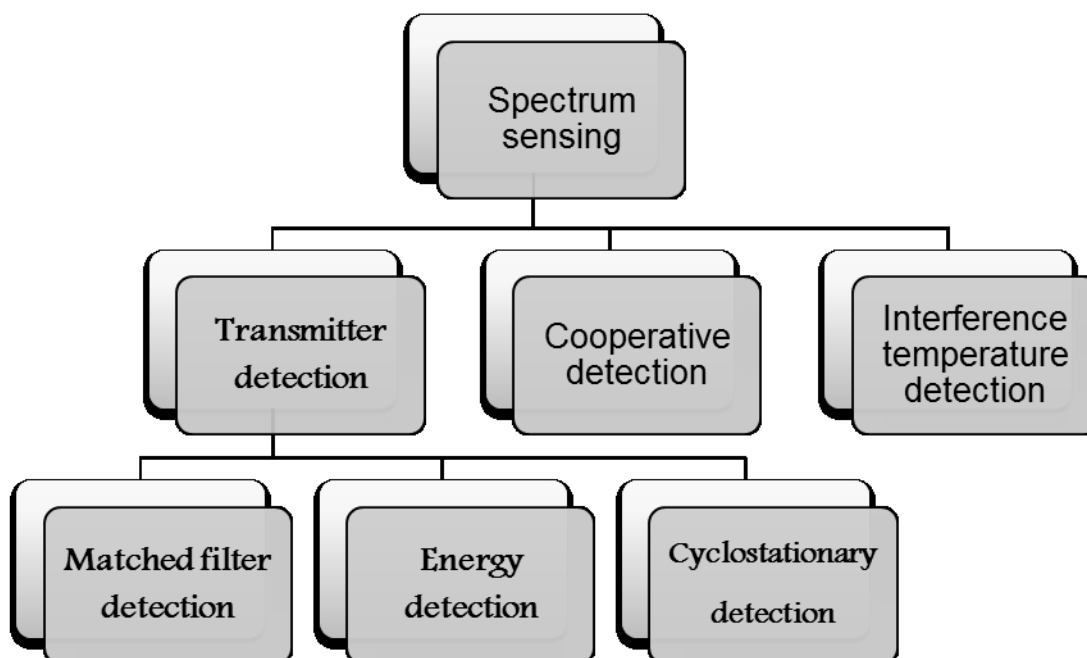 Spectrum
sensing
Transmitter
detection
Cooperative
detection
Interference
temperature
detection
Matched filter
detection
Energy
detection
Cyclostationary
detection